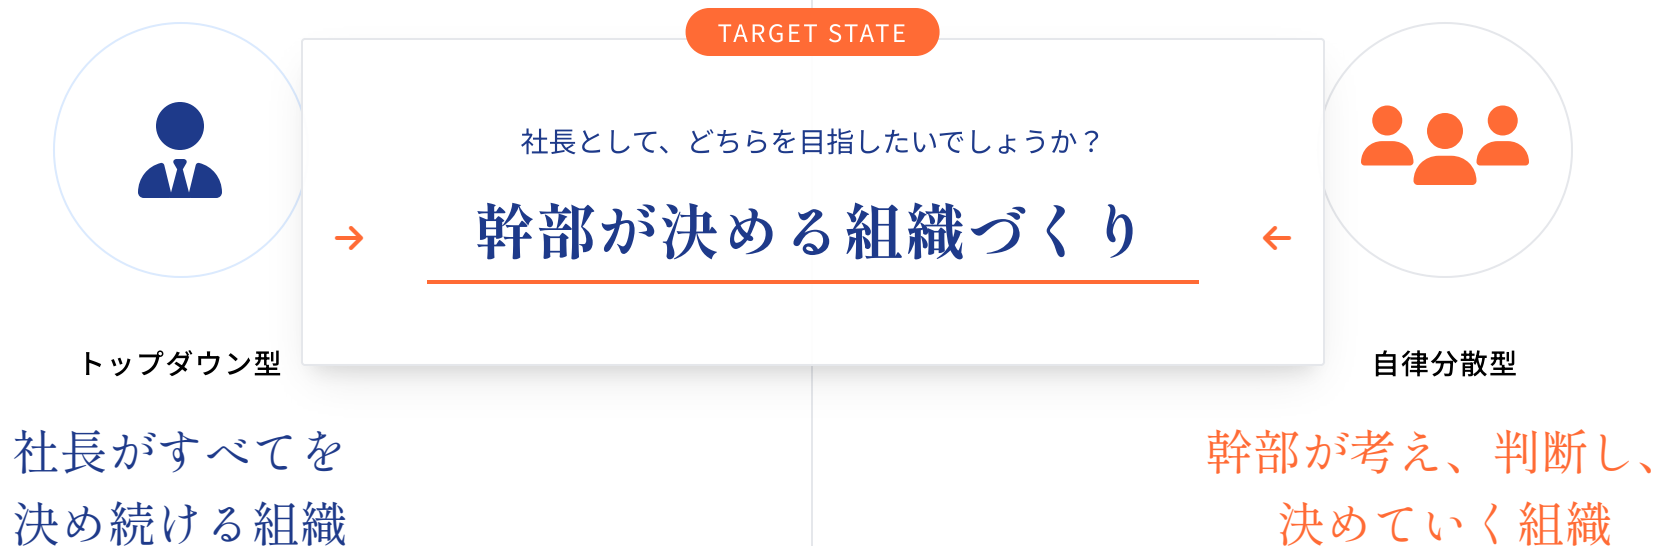 TARGET STATE
社長として、どちらを目指したいでしょうか？
幹部が決める組織づくり
トップダウン型
社長がすべてを
決め続ける組織
自律分散型
幹部が考え、判断し、
決めていく組織